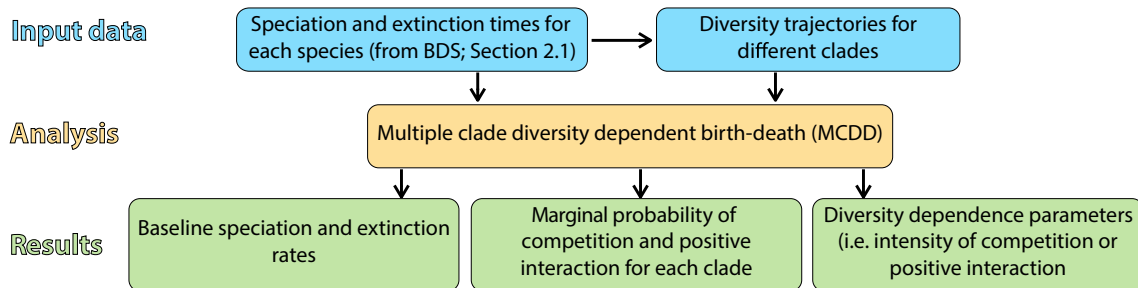 Input data
Speciation and extinction times for
each species (from BDS; Section 2.1)
Diversity trajectories for
different clades
Analysis
Multiple clade diversity dependent birth-death (MCDD)
Results
Baseline speciation and extinction
rates
Marginal probability of
competition and positive
interaction for each clade
Diversity dependence parameters
(i.e. intensity of competition or
positive interaction